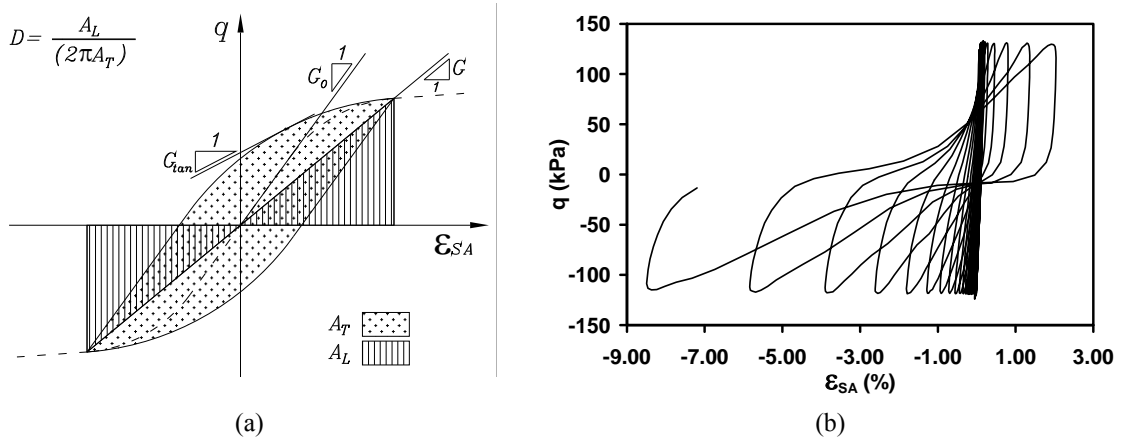 D= A_L
(2πA_T)
q
1
G_o
G
1
1
G_tan
ε_SA
A_T
A_L
(a)
150
100
50
0
-50
-100
-150
q (kPa)
-9.00 -7.00 -5.00 -3.00 -1.00 1.00 3.00
ε_SA (%)
(b)